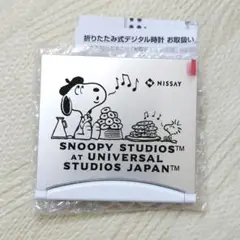 折りたたみ式デジタル時計 お取扱い
NISSAY
SNOOPY STUDIOS™
AT UNIVERSAL
STUDIOS JAPAN™